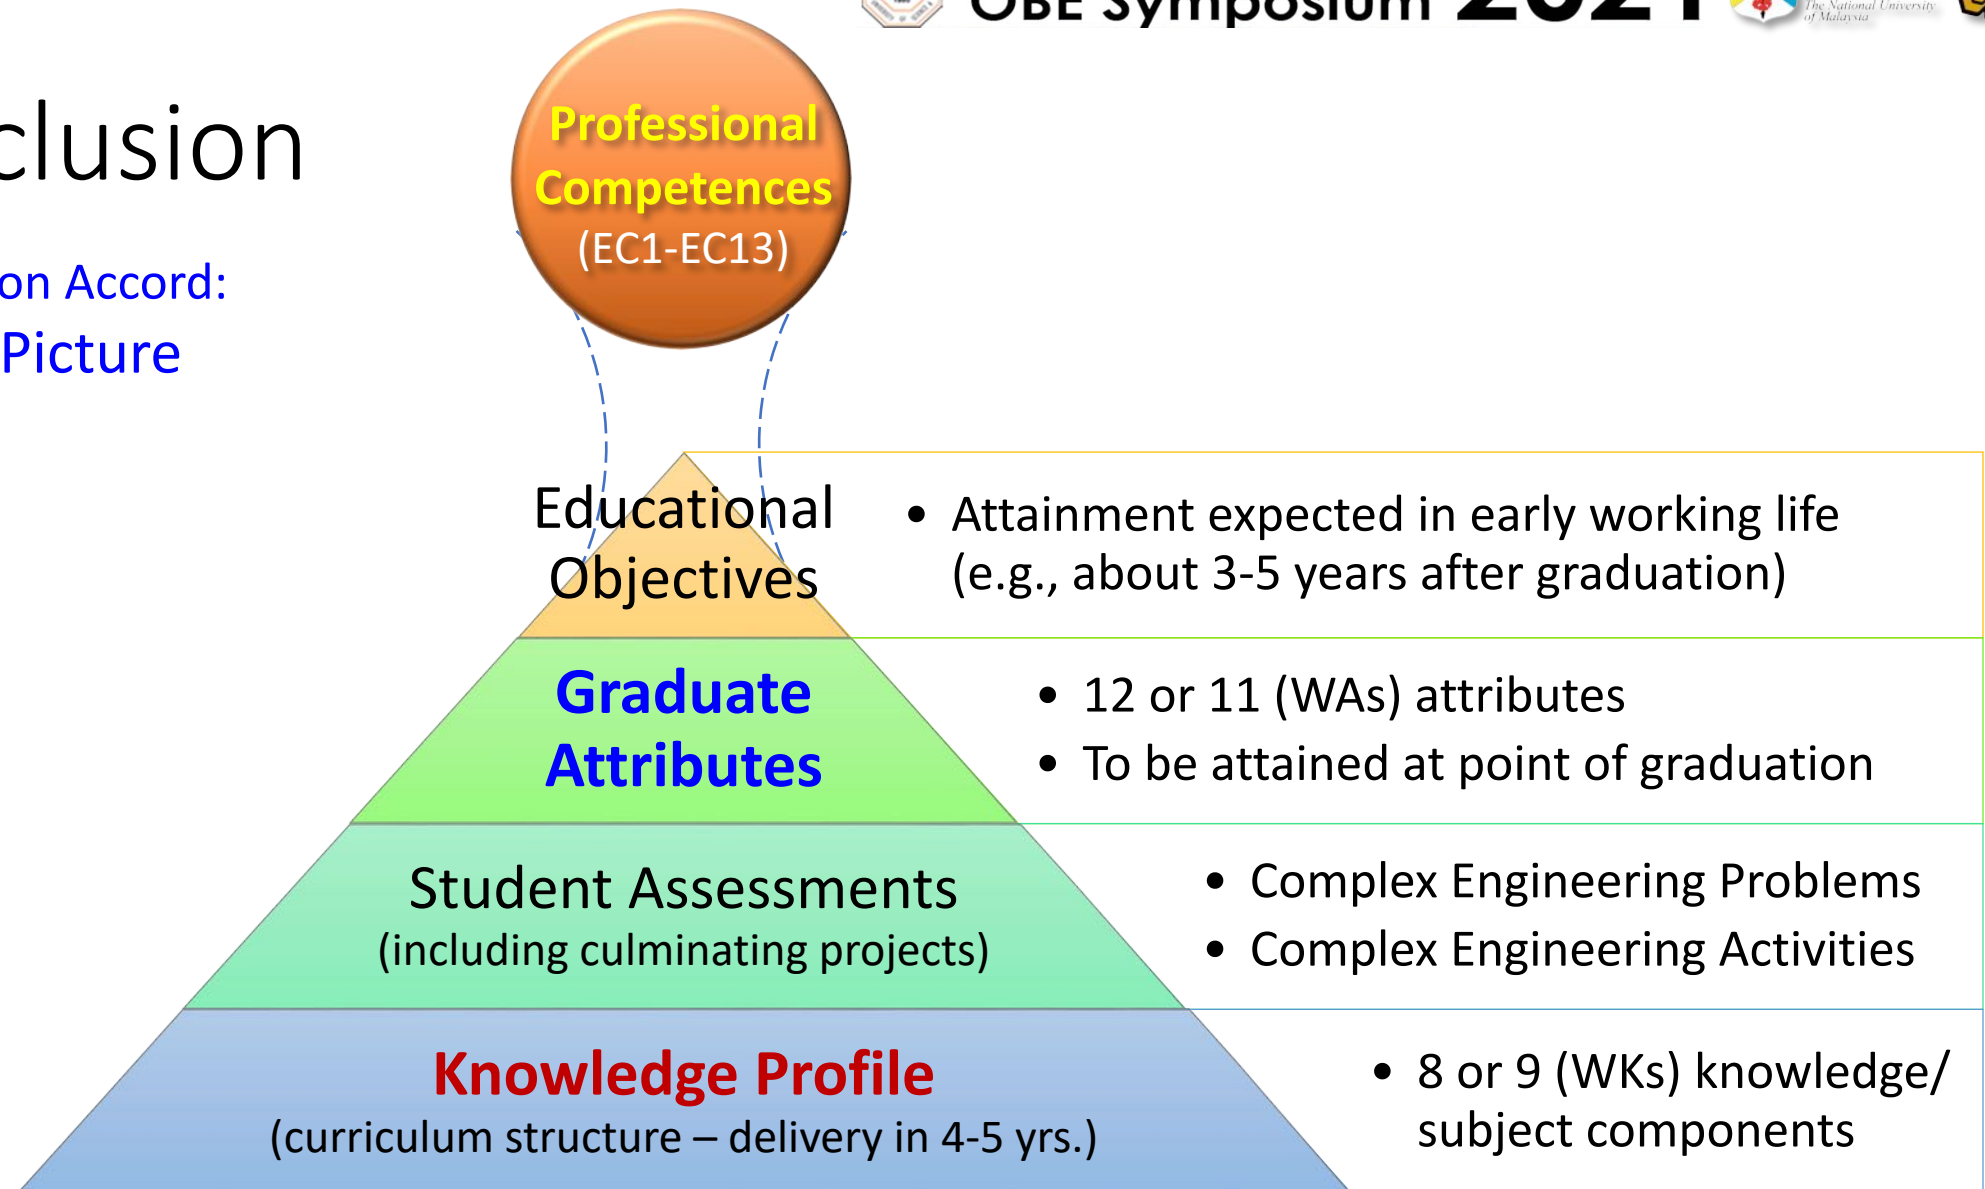 OBE Symposium 2021
The National University
of Malaysia
clusion
on Accord:
Picture
Professional
Competences
(EC1-EC13)
Educational
Objectives
• Attainment expected in early working life
(e.g., about 3-5 years after graduation)
Graduate
Attributes
• 12 or 11 (WAs) attributes
• To be attained at point of graduation
Student Assessments
(including culminating projects)
• Complex Engineering Problems
• Complex Engineering Activities
Knowledge Profile
(curriculum structure – delivery in 4-5 yrs.)
• 8 or 9 (WKs) knowledge/
subject components